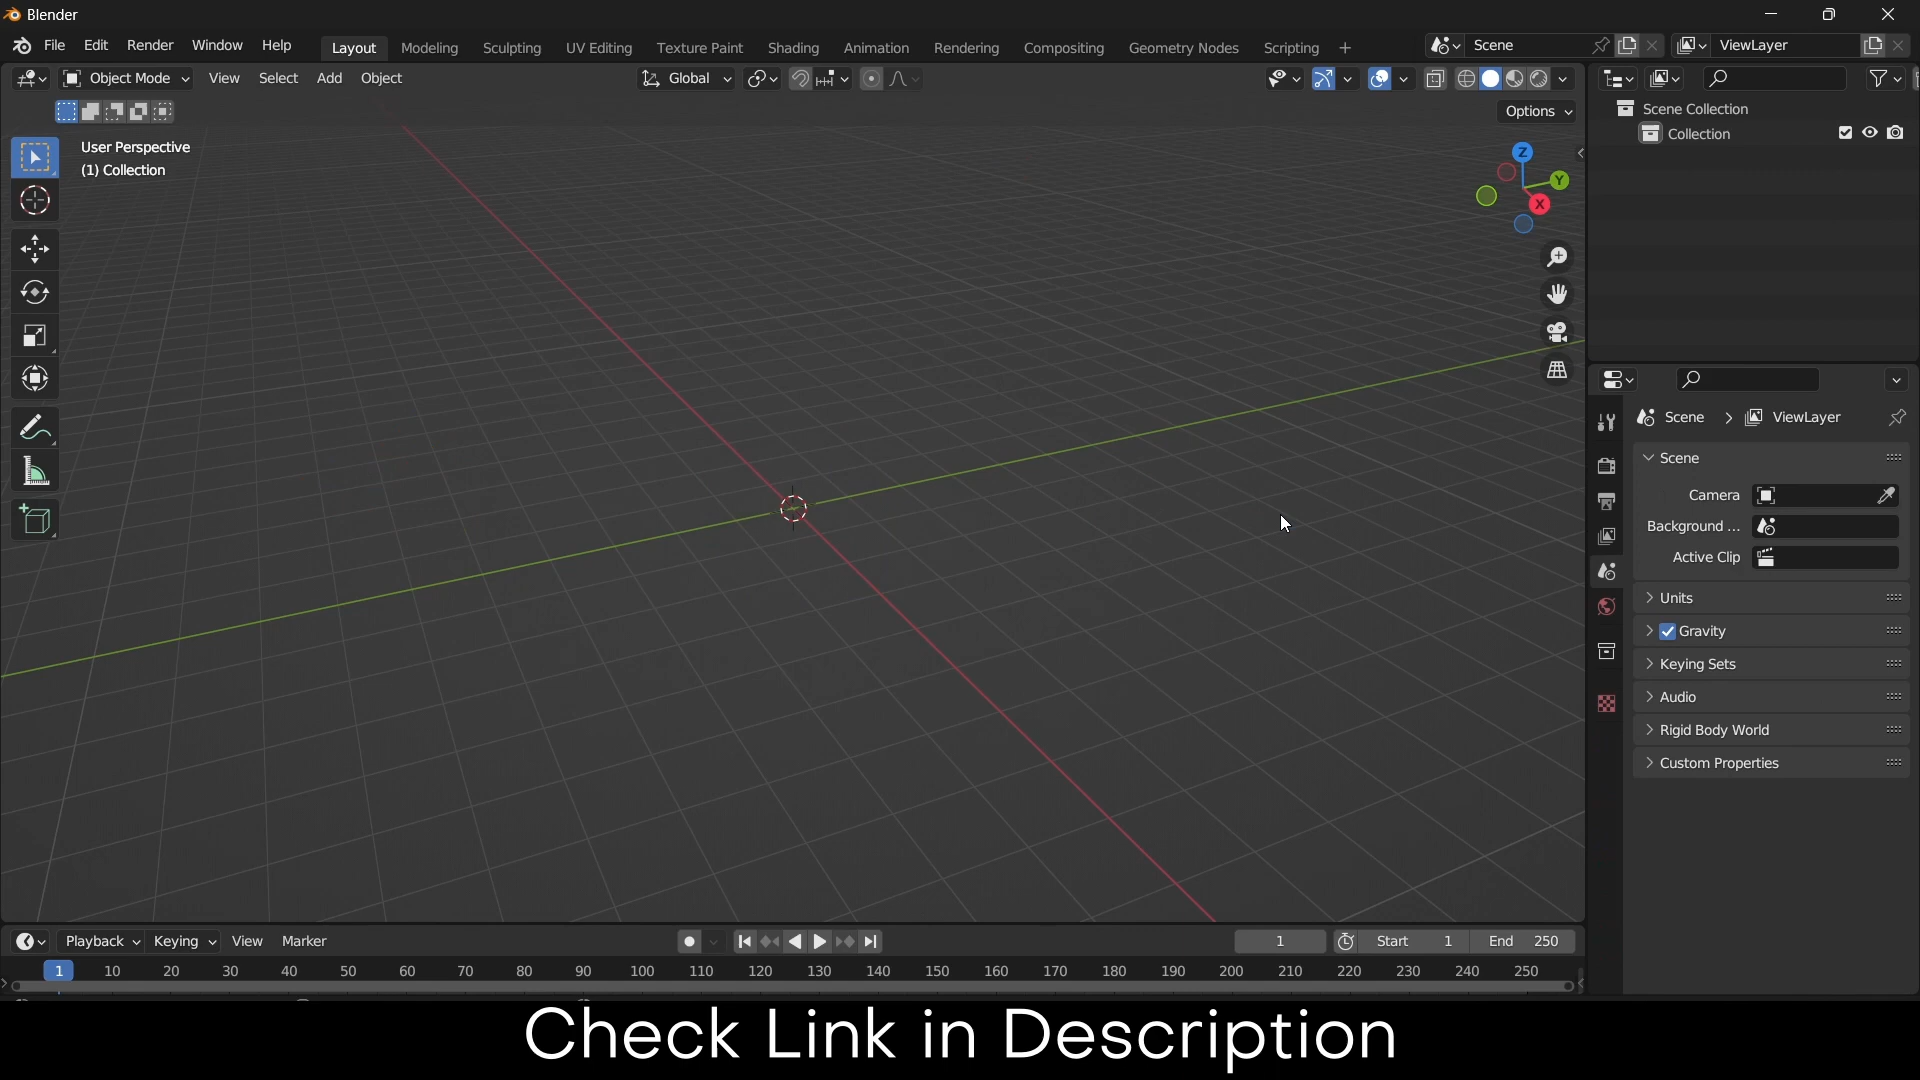 Blender
File Edit Render Window Help Layout Modeling Sculpting UV Editing Texture Paint Shading Animation Rendering Compositing Geometry Nodes Scripting + Scene ViewLayer
Object Mode View Select Add Object Global
Options
User Perspective
(1) Collection
Z
Y
X
Scene Collection
Collection
Scene ViewLayer
Scene
Camera
Background ...
Active Clip
Units
Gravity
Keying Sets
Audio
Rigid Body World
Custom Properties
Playback Keying View Marker 1 Start 1 End 250
1 10 20 30 40 50 60 70 80 90 100 110 120 130 140 150 160 170 180 190 200 210 220 230 240 250
Check Link in Description